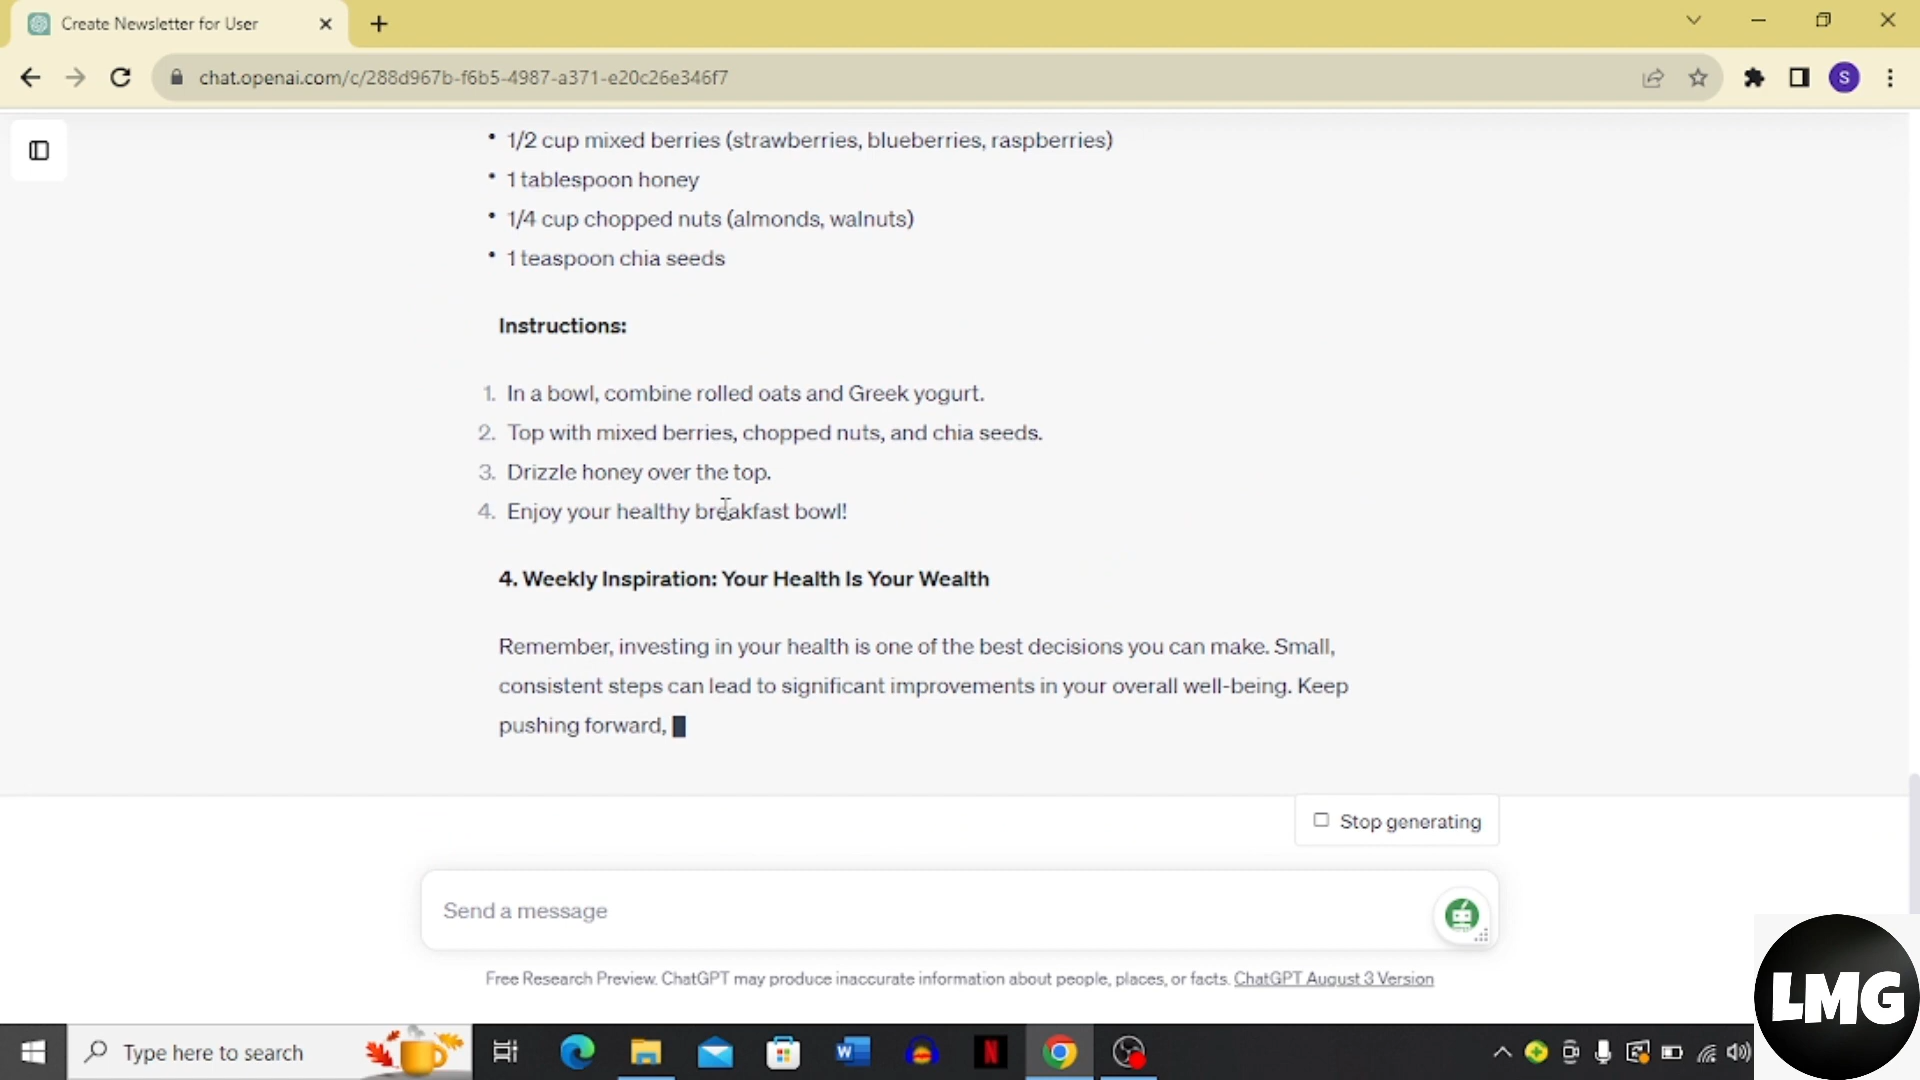 Create Newsletter for User
chat.openai.com/c/288d967b-f6b5-4987-a371-e20c26e346f7
S
• 1/2 cup mixed berries (strawberries, blueberries, raspberries)
• 1 tablespoon honey
• 1/4 cup chopped nuts (almonds, walnuts)
• 1 teaspoon chia seeds
Instructions:
1. In a bowl, combine rolled oats and Greek yogurt.
2. Top with mixed berries, chopped nuts, and chia seeds.
3. Drizzle honey over the top.
4. Enjoy your healthy breakfast bowl!
4. Weekly Inspiration: Your Health Is Your Wealth
Remember, investing in your health is one of the best decisions you can make. Small,
consistent steps can lead to significant improvements in your overall well-being. Keep
pushing forward,
Stop generating
Send a message
Free Research Preview. ChatGPT may produce inaccurate information about people, places, or facts. ChatGPT August 3 Version
Type here to search
W
N
LMG